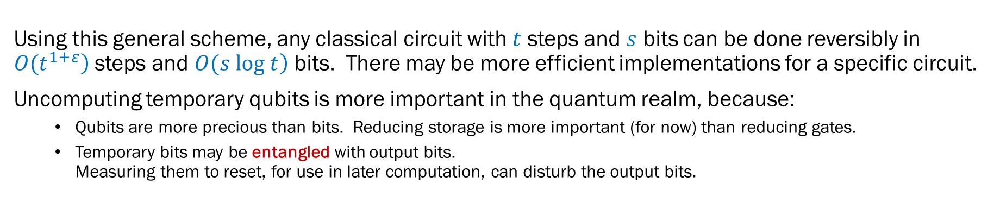 Using this general scheme, any classical circuit with t steps and s bits can be done reversibly in
O(t^{1+ε}) steps and O(s log t) bits.  There may be more efficient implementations for a specific circuit.
Uncomputing temporary qubits is more important in the quantum realm, because:
• Qubits are more precious than bits.  Reducing storage is more important (for now) than reducing gates.
• Temporary bits may be entangled with output bits.
Measuring them to reset, for use in later computation, can disturb the output bits.